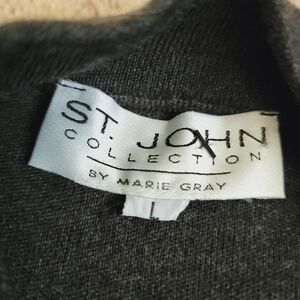 ST. JOHN
COLLECTION
BY MARIE GRAY
L